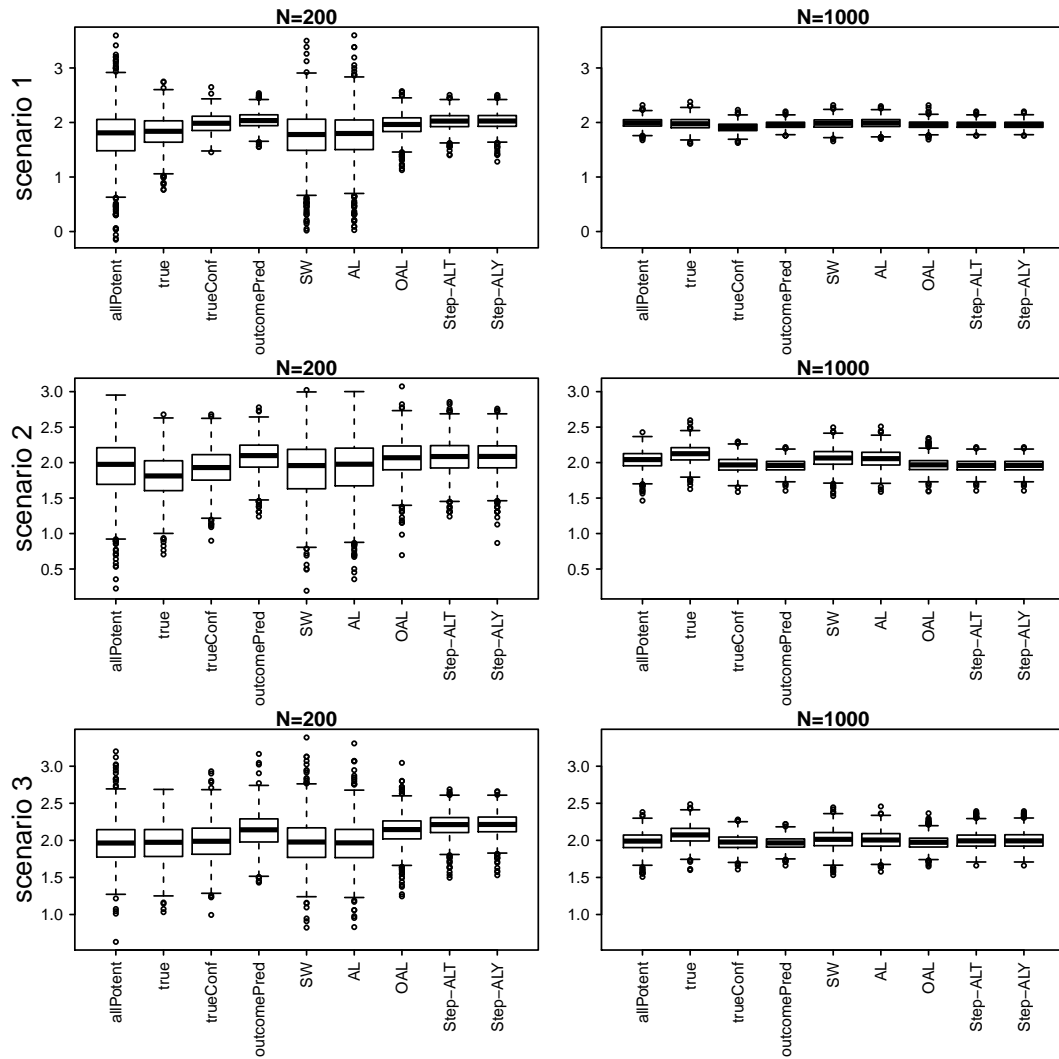 N=200
N=1000
scenario 1
3
2
1
0
3
2
1
0
allPotent
true
trueConf
outcomePred
SW
AL
OAL
Step−ALT
Step−ALY
allPotent
true
trueConf
outcomePred
SW
AL
OAL
Step−ALT
Step−ALY
N=200
N=1000
scenario 2
3.0
2.5
2.0
1.5
1.0
0.5
3.0
2.5
2.0
1.5
1.0
0.5
allPotent
true
trueConf
outcomePred
SW
AL
OAL
Step−ALT
Step−ALY
allPotent
true
trueConf
outcomePred
SW
AL
OAL
Step−ALT
Step−ALY
N=200
N=1000
scenario 3
3.0
2.5
2.0
1.5
1.0
3.0
2.5
2.0
1.5
1.0
allPotent
true
trueConf
outcomePred
SW
AL
OAL
Step−ALT
Step−ALY
allPotent
true
trueConf
outcomePred
SW
AL
OAL
Step−ALT
Step−ALY